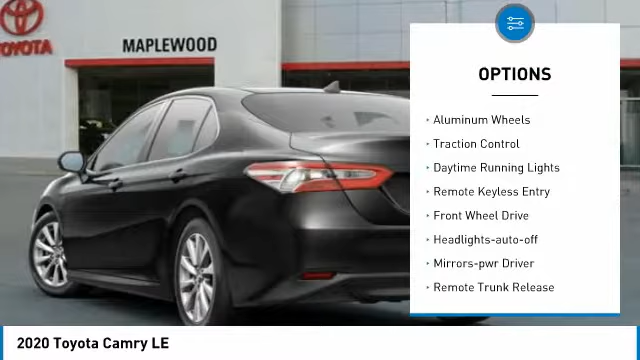 TOYOTA
MAPLEWOOD
OPTIONS
Aluminum Wheels
Traction Control
Daytime Running Lights
Remote Keyless Entry
Front Wheel Drive
Headlights-auto-off
Mirrors-pwr Driver
Remote Trunk Release
2020 Toyota Camry LE